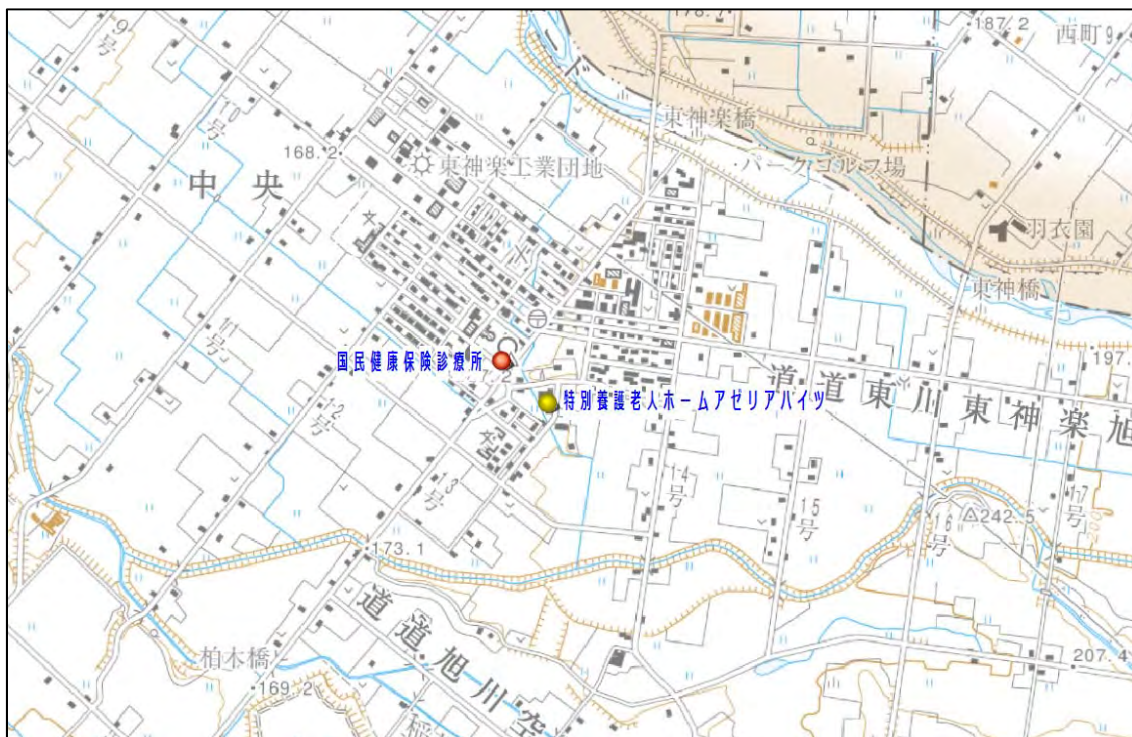 178.7
187.2
西町9
9号
10号
東神楽橋
168.2
東神楽工業団地
パークゴルフ場
中央
羽衣園
東神橋
11号
国民健康保険診療所
197.
特別養護老人ホームアゼリアハイツ
道道東川東神楽旭
12号
13号
14号
15号
16号
17号
242.5
173.1
道道旭川空
柏木橋
207.4
169.2
稲